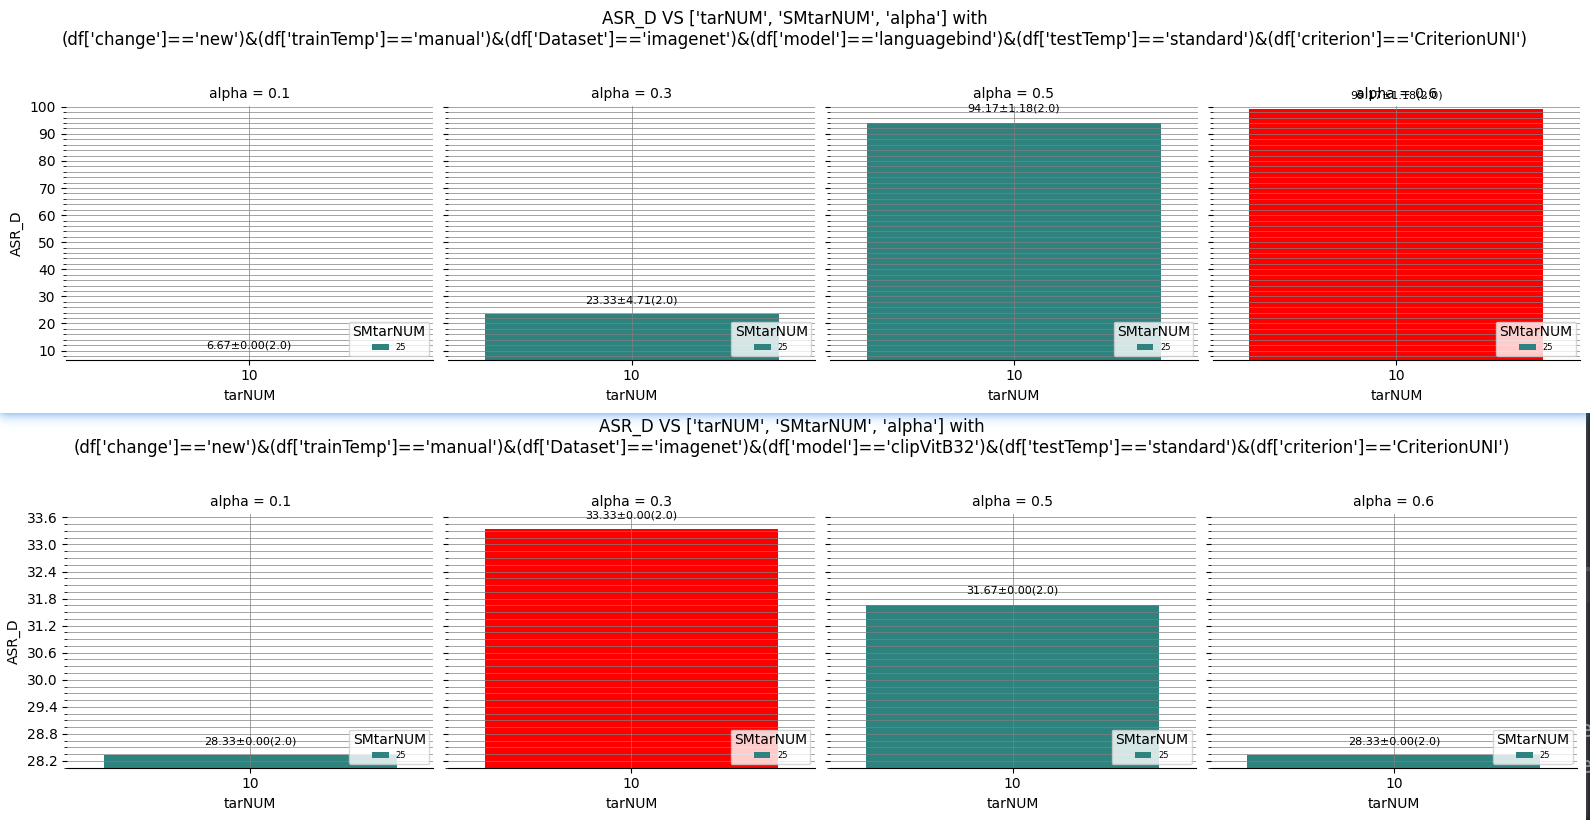 ASR_D VS ['tarNUM', 'SMtarNUM', 'alpha'] with
(df['change']=='new')&(df['trainTemp']=='manual')&(df['Dataset']=='imagenet')&(df['model']=='languagebind')&(df['testTemp']=='standard')&(df['criterion']=='CriterionUNI')
alpha = 0.1 alpha = 0.3 alpha = 0.5 alpha = 0.6
100
90
80
70
60
50
40
30
20
10
ASR_D
6.67±0.00(2.0)
23.33±4.71(2.0)
94.17±1.18(2.0)
SMtarNUM SMtarNUM SMtarNUM SMtarNUM
25 25 25 25
10 10 10 10
tarNUM tarNUM tarNUM tarNUM
ASR_D VS ['tarNUM', 'SMtarNUM', 'alpha'] with
(df['change']=='new')&(df['trainTemp']=='manual')&(df['Dataset']=='imagenet')&(df['model']=='clipVitB32')&(df['testTemp']=='standard')&(df['criterion']=='CriterionUNI')
alpha = 0.1 alpha = 0.3 alpha = 0.5 alpha = 0.6
33.6
33.0
32.4
31.8
31.2
30.6
30.0
29.4
28.8
28.2
ASR_D
28.33±0.00(2.0)
33.33±0.00(2.0)
31.67±0.00(2.0)
28.33±0.00(2.0)
SMtarNUM SMtarNUM SMtarNUM SMtarNUM
25 25 25 25
10 10 10 10
tarNUM tarNUM tarNUM tarNUM